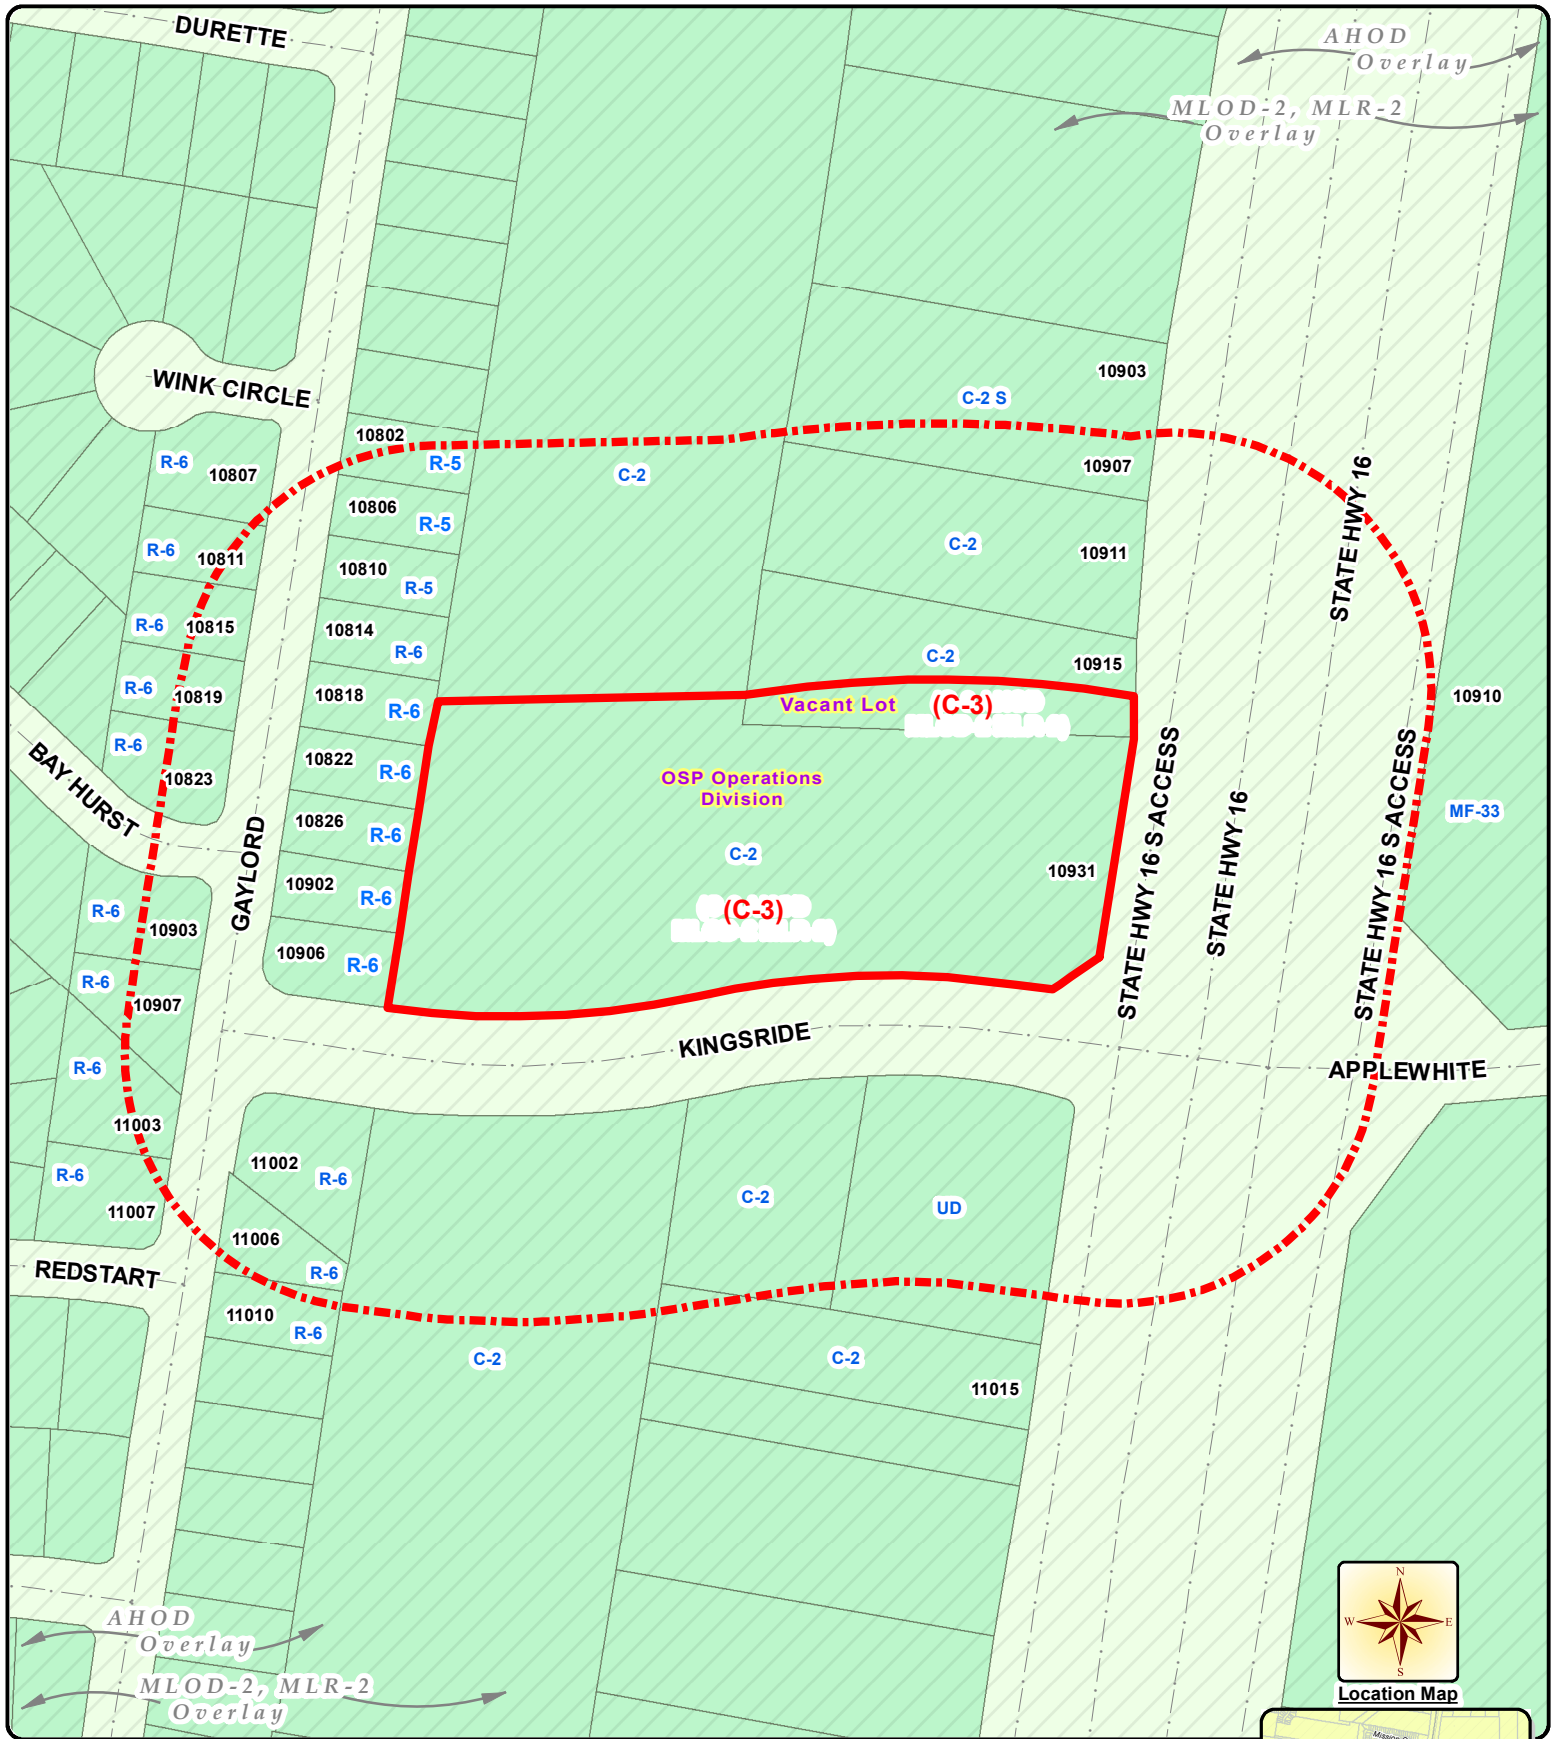 DURETTE
AHOD
Overlay
MLOD-2, MLR-2
Overlay
WINK CIRCLE
10903
C-2 S
10802
R-5
R-6
10807
C-2
10907
10806
R-5
R-6
10811
C-2
10911
STATE HWY 16
10810
R-5
R-6
10815
10814
R-6
C-2
10915
R-6
10819
10818
R-6
Vacant Lot
(C-3)
10910
R-6
10823
BAY HURST
10822
R-6
OSP Operations
Division
10826
R-6
GAYLORD
C-2
10931
STATE HWY 16 S ACCESS
STATE HWY 16
STATE HWY 16 S ACCESS
MF-33
10902
R-6
(C-3)
R-6
10903
10906
R-6
R-6
10907
KINGSRIDE
APPLEWHITE
R-6
11003
R-6
11007
11002
R-6
C-2
UD
11006
R-6
REDSTART
11010
R-6
C-2
C-2
11015
AHOD
Overlay
MLOD-2, MLR-2
Overlay
N
W
E
S
Location Map